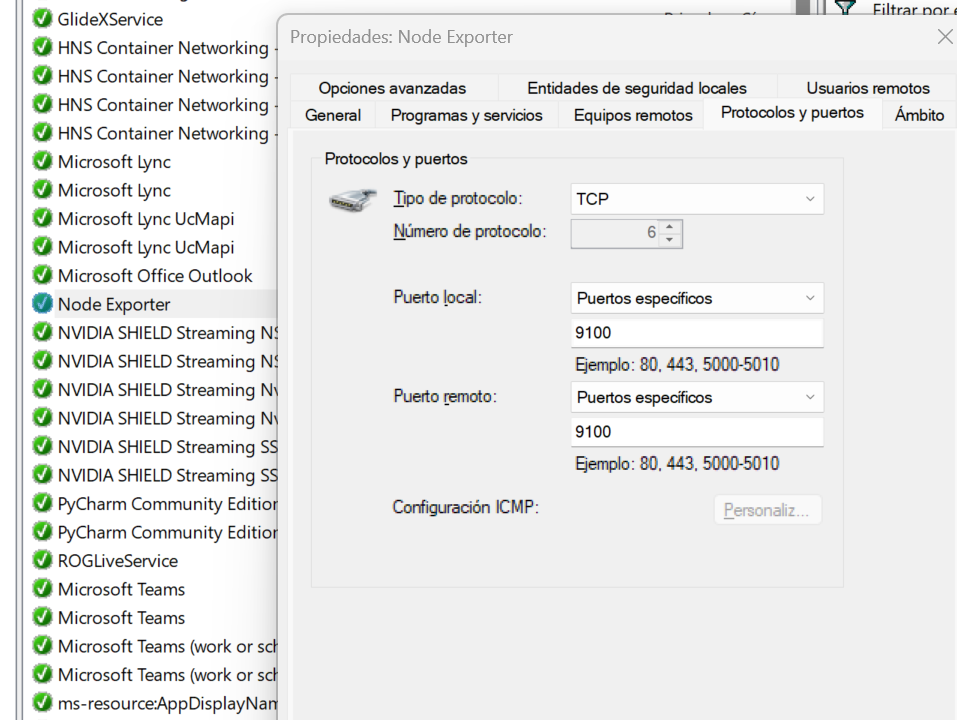 GlideXService
HNS Container Networking -
HNS Container Networking -
HNS Container Networking -
HNS Container Networking -
Microsoft Lync
Microsoft Lync
Microsoft Lync UcMapi
Microsoft Lync UcMapi
Microsoft Office Outlook
Node Exporter
NVIDIA SHIELD Streaming NS
NVIDIA SHIELD Streaming NS
NVIDIA SHIELD Streaming Nv
NVIDIA SHIELD Streaming Nv
NVIDIA SHIELD Streaming SS
NVIDIA SHIELD Streaming SS
PyCharm Community Edition
PyCharm Community Edition
ROGLiveService
Microsoft Teams
Microsoft Teams
Microsoft Teams (work or sch
Microsoft Teams (work or sch
ms-resource:AppDisplayNam
Filtrar por e
Propiedades: Node Exporter
Opciones avanzadas
Entidades de seguridad locales
Usuarios remotos
General
Programas y servicios
Equipos remotos
Protocolos y puertos
Ámbito
Protocolos y puertos
Tipo de protocolo:
TCP
Número de protocolo:
6
Puerto local:
Puertos específicos
9100
Ejemplo: 80, 443, 5000-5010
Puerto remoto:
Puertos específicos
9100
Ejemplo: 80, 443, 5000-5010
Configuración ICMP:
Personaliz...